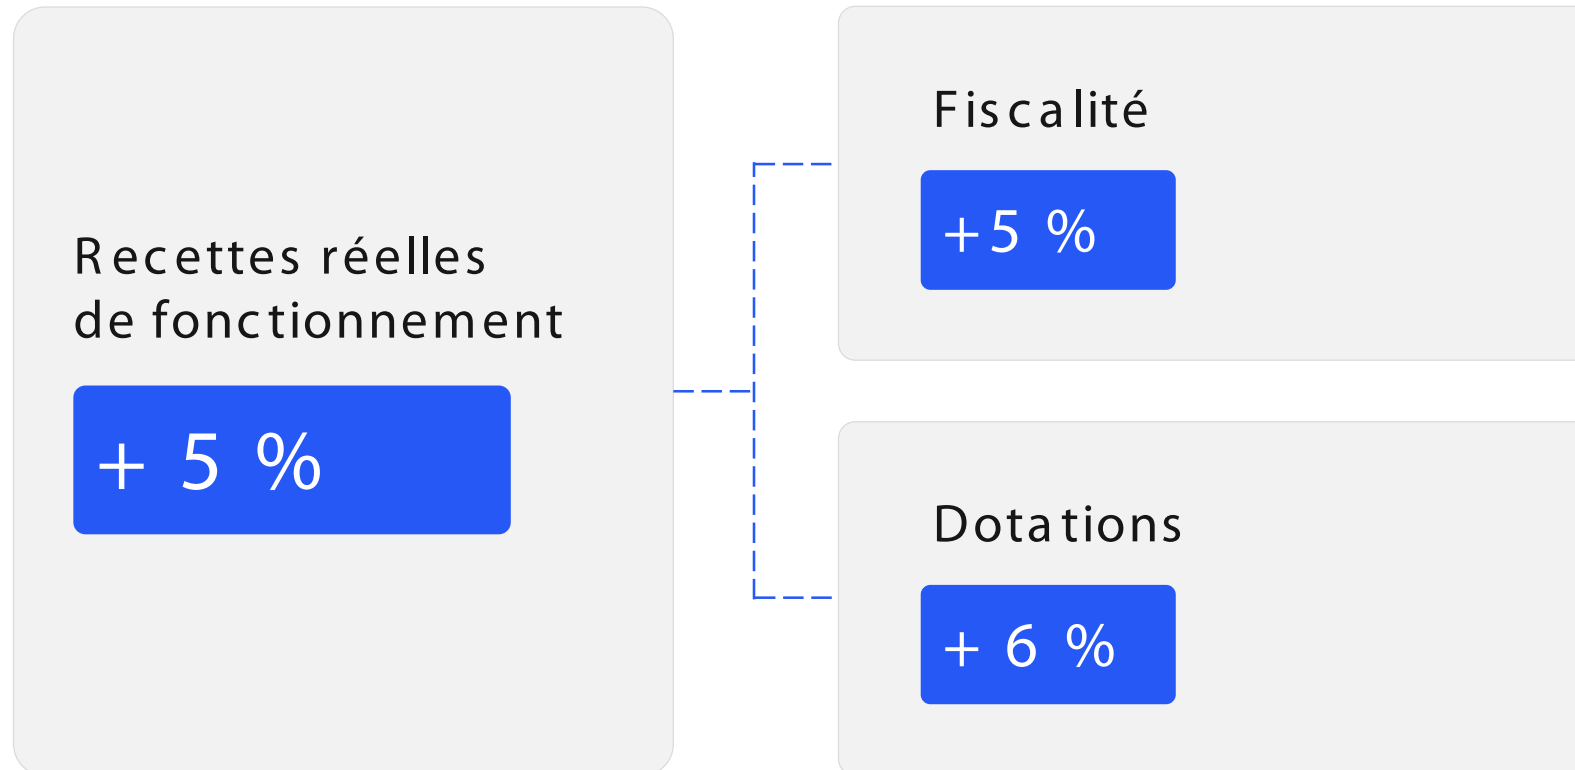 Recettes réelles
de fonctionnement
+ 5 %
Fiscalité
+5 %
Dotations
+ 6 %